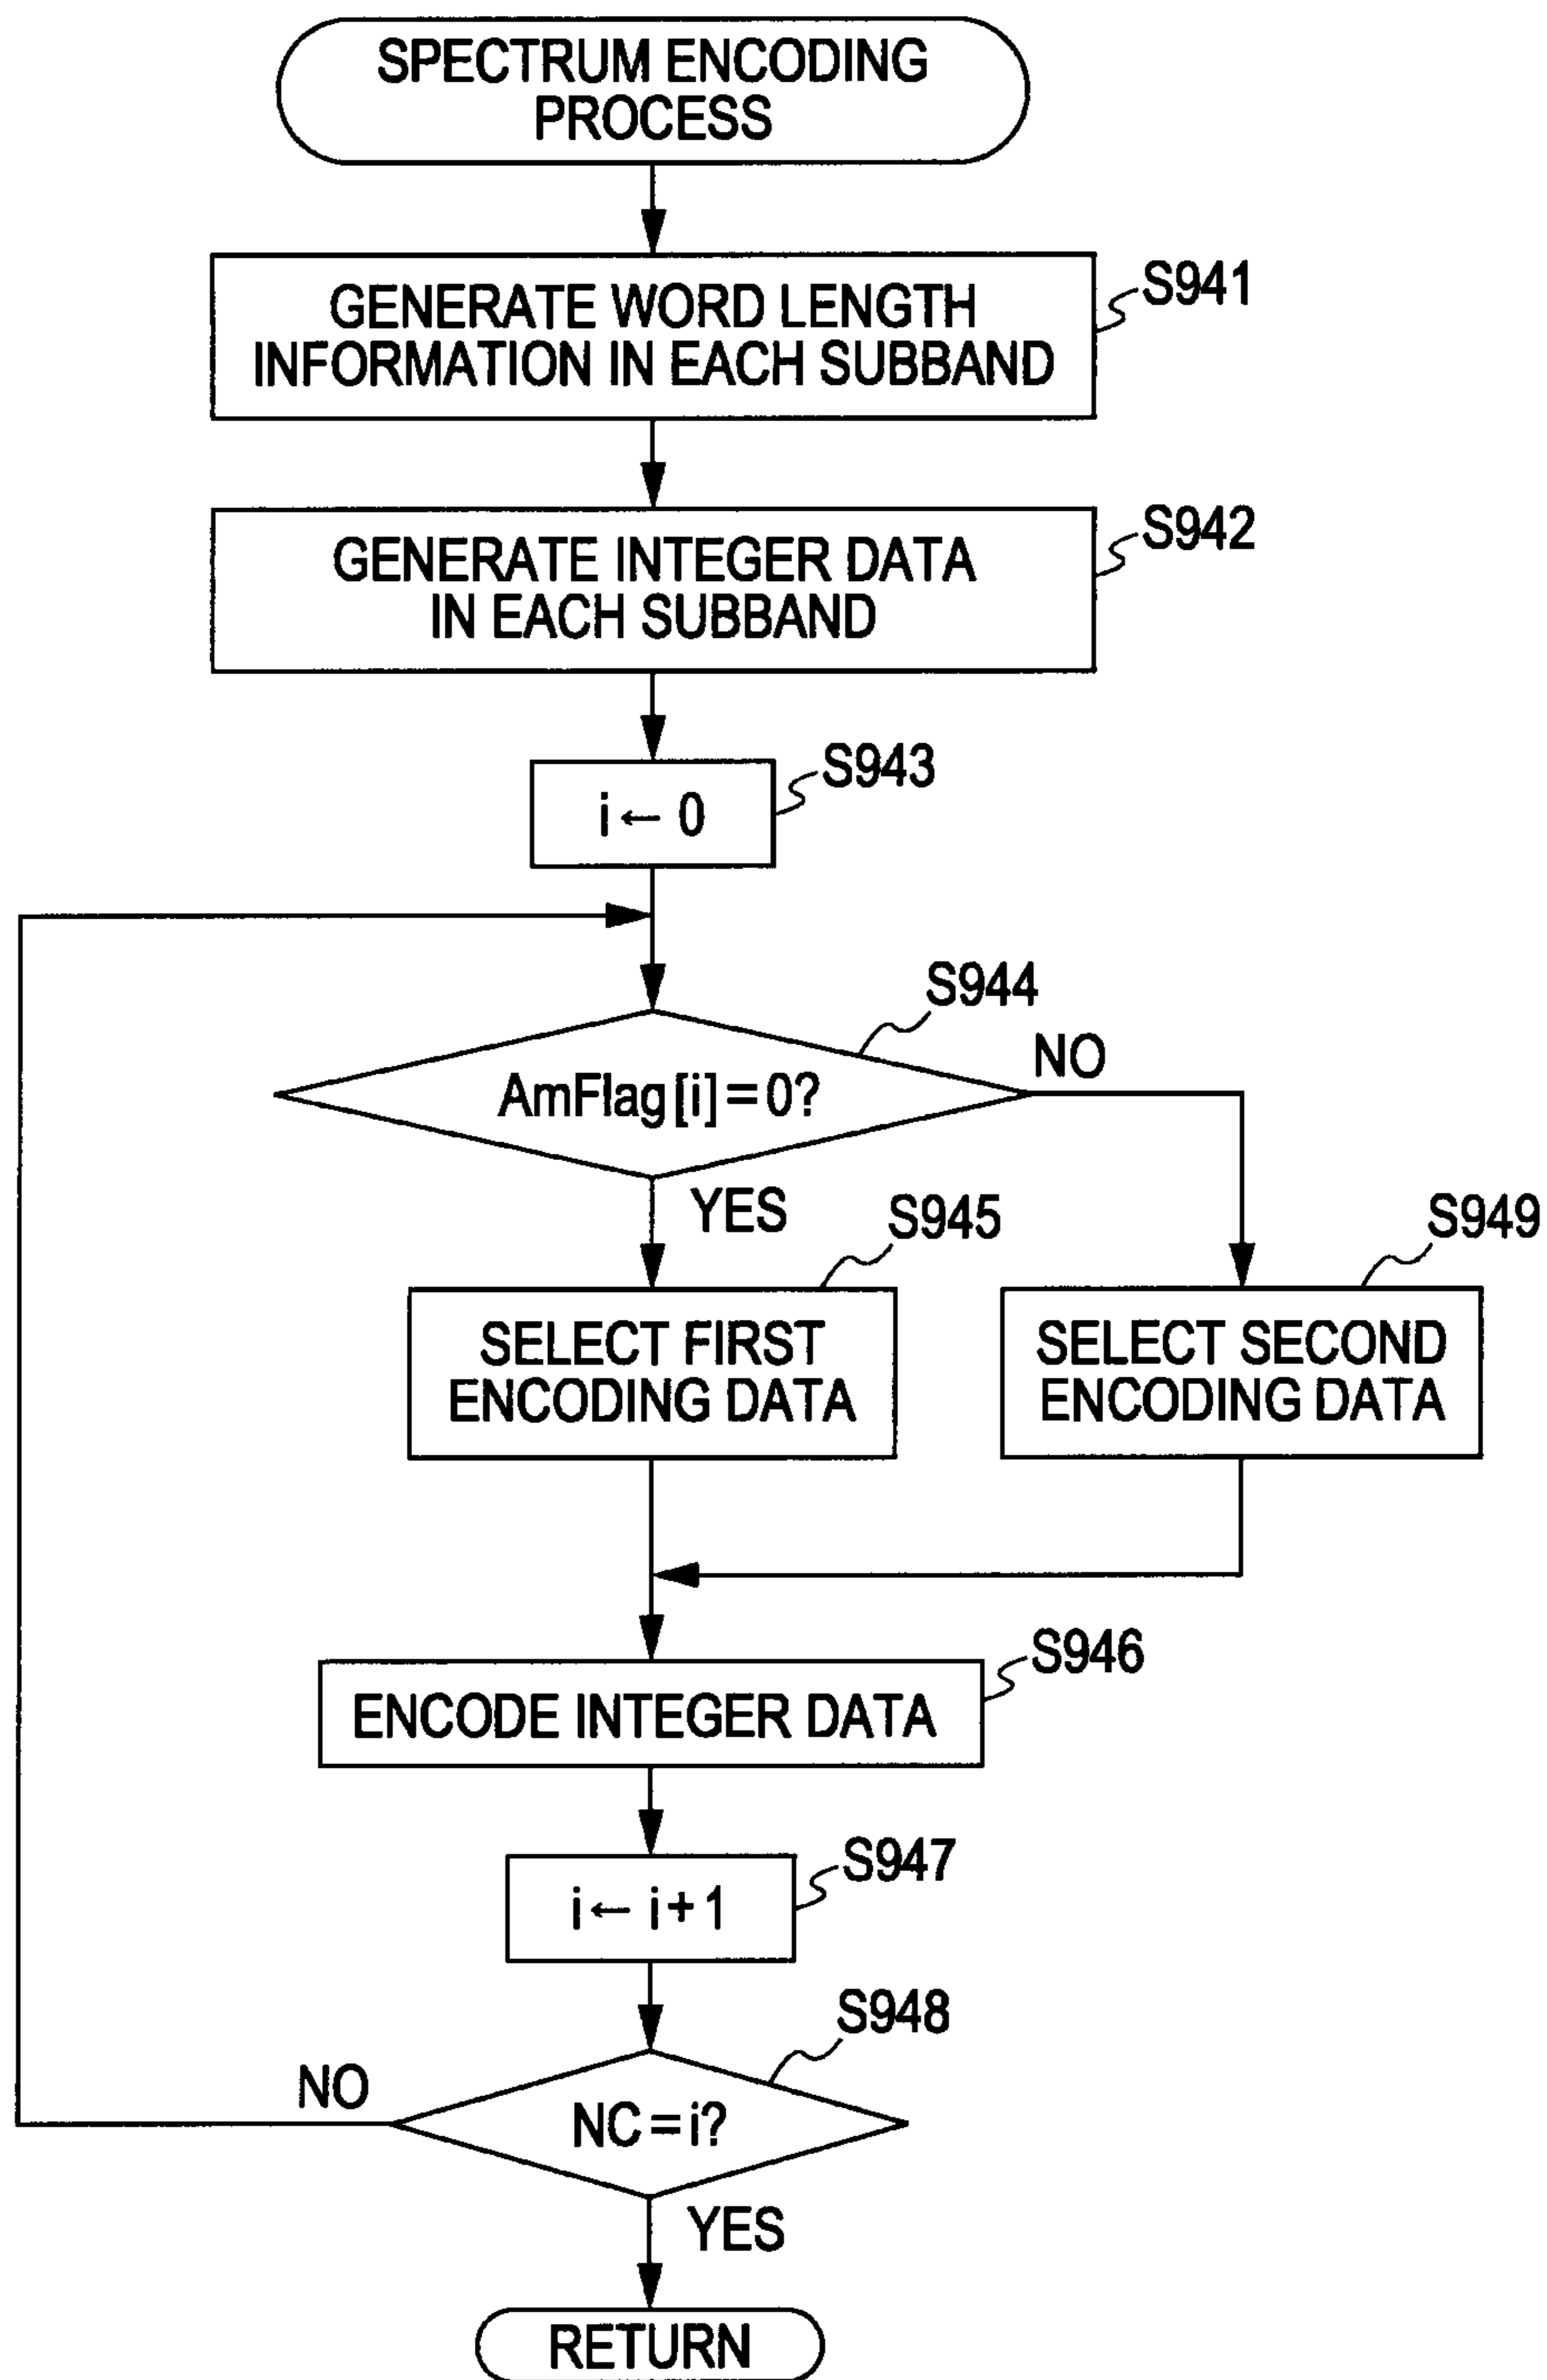 SPECTRUM ENCODING
PROCESS
S941
GENERATE WORD LENGTH
INFORMATION IN EACH SUBBAND
S942
GENERATE INTEGER DATA
IN EACH SUBBAND
S943
i ← 0
S944
AmFlag [i] = 0?
NO
YES
S945
SELECT FIRST
ENCODING DATA
S949
SELECT SECOND
ENCODING DATA
S946
ENCODE INTEGER DATA
S947
i ← i + 1
S948
NC = i?
NO
YES
RETURN